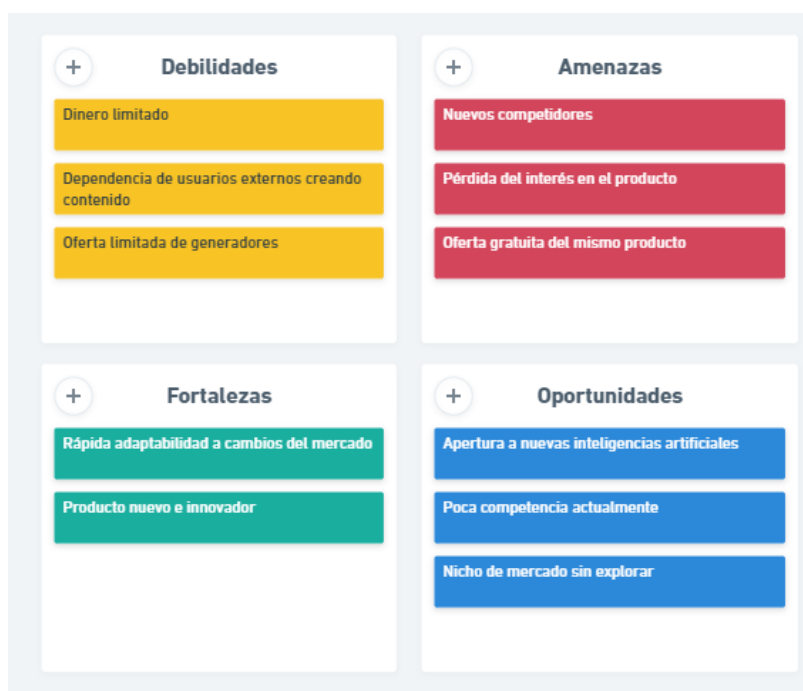 + Debilidades
Dinero limitado
Dependencia de usuarios externos creando
contenido
Oferta limitada de generadores
+ Amenazas
Nuevos competidores
Pérdida del interés en el producto
Oferta gratuita del mismo producto
+ Fortalezas
Rápida adaptabilidad a cambios del mercado
Producto nuevo e innovador
+ Oportunidades
Apertura a nuevas inteligencias artificiales
Poca competencia actualmente
Nicho de mercado sin explorar